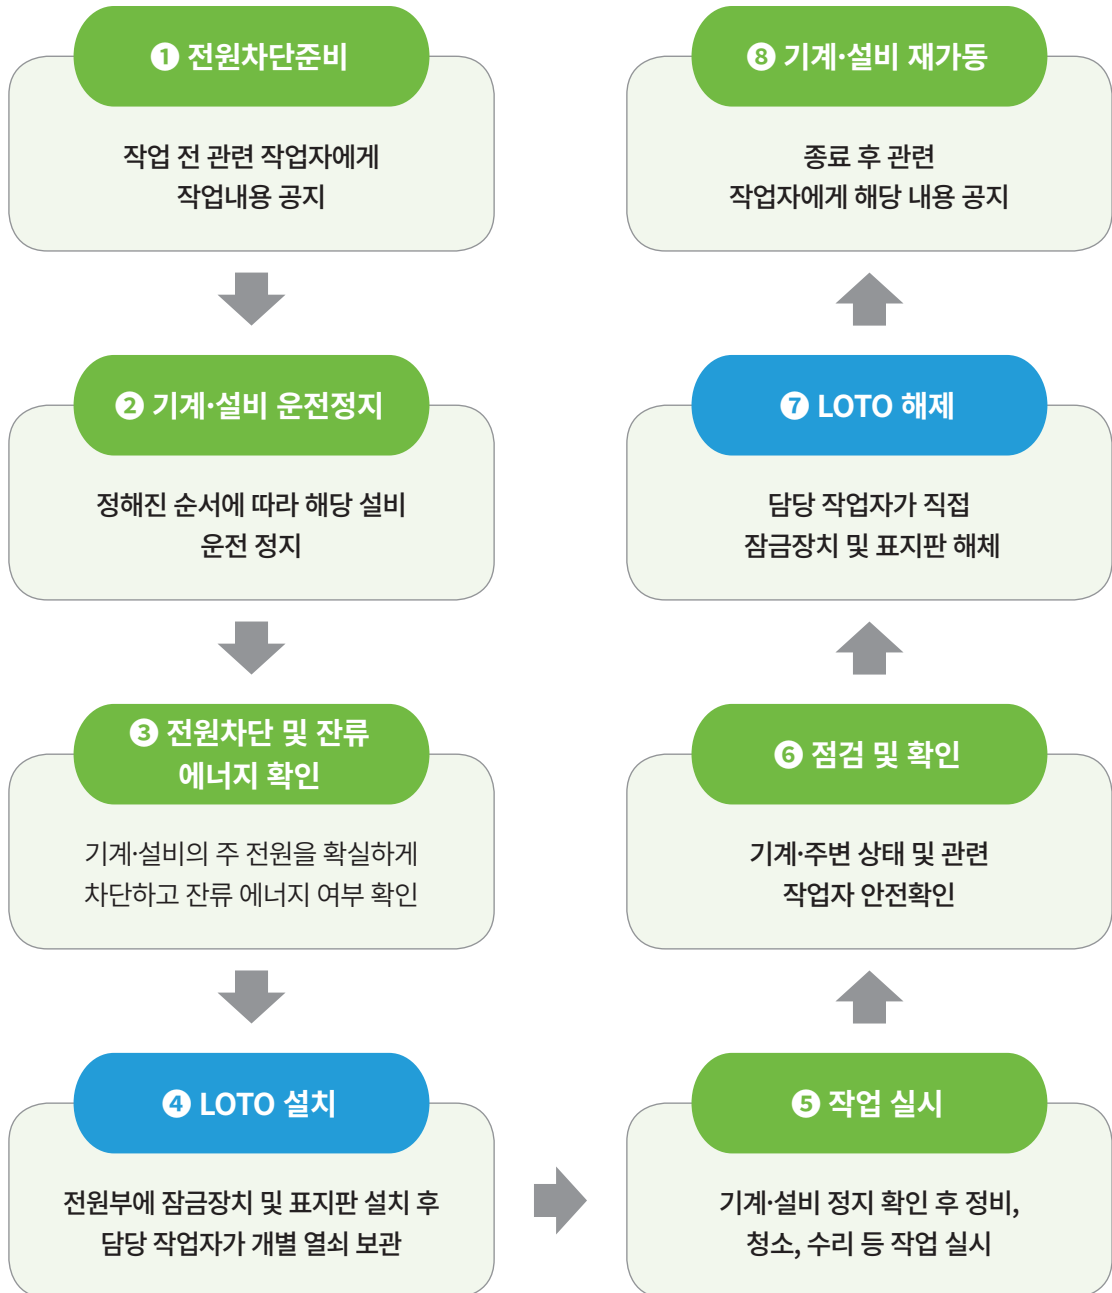 ❶ 전원차단준비
작업 전 관련 작업자에게
작업내용 공지
❷ 기계·설비 운전정지
정해진 순서에 따라 해당 설비
운전 정지
❸ 전원차단 및 잔류
에너지 확인
기계·설비의 주 전원을 확실하게
차단하고 잔류 에너지 여부 확인
❹ LOTO 설치
전원부에 잠금장치 및 표지판 설치 후
담당 작업자가 개별 열쇠 보관
❺ 작업 실시
기계·설비 정지 확인 후 정비,
청소, 수리 등 작업 실시
❻ 점검 및 확인
기계·주변 상태 및 관련
작업자 안전확인
❼ LOTO 해제
담당 작업자가 직접
잠금장치 및 표지판 해체
❽ 기계·설비 재가동
종료 후 관련
작업자에게 해당 내용 공지